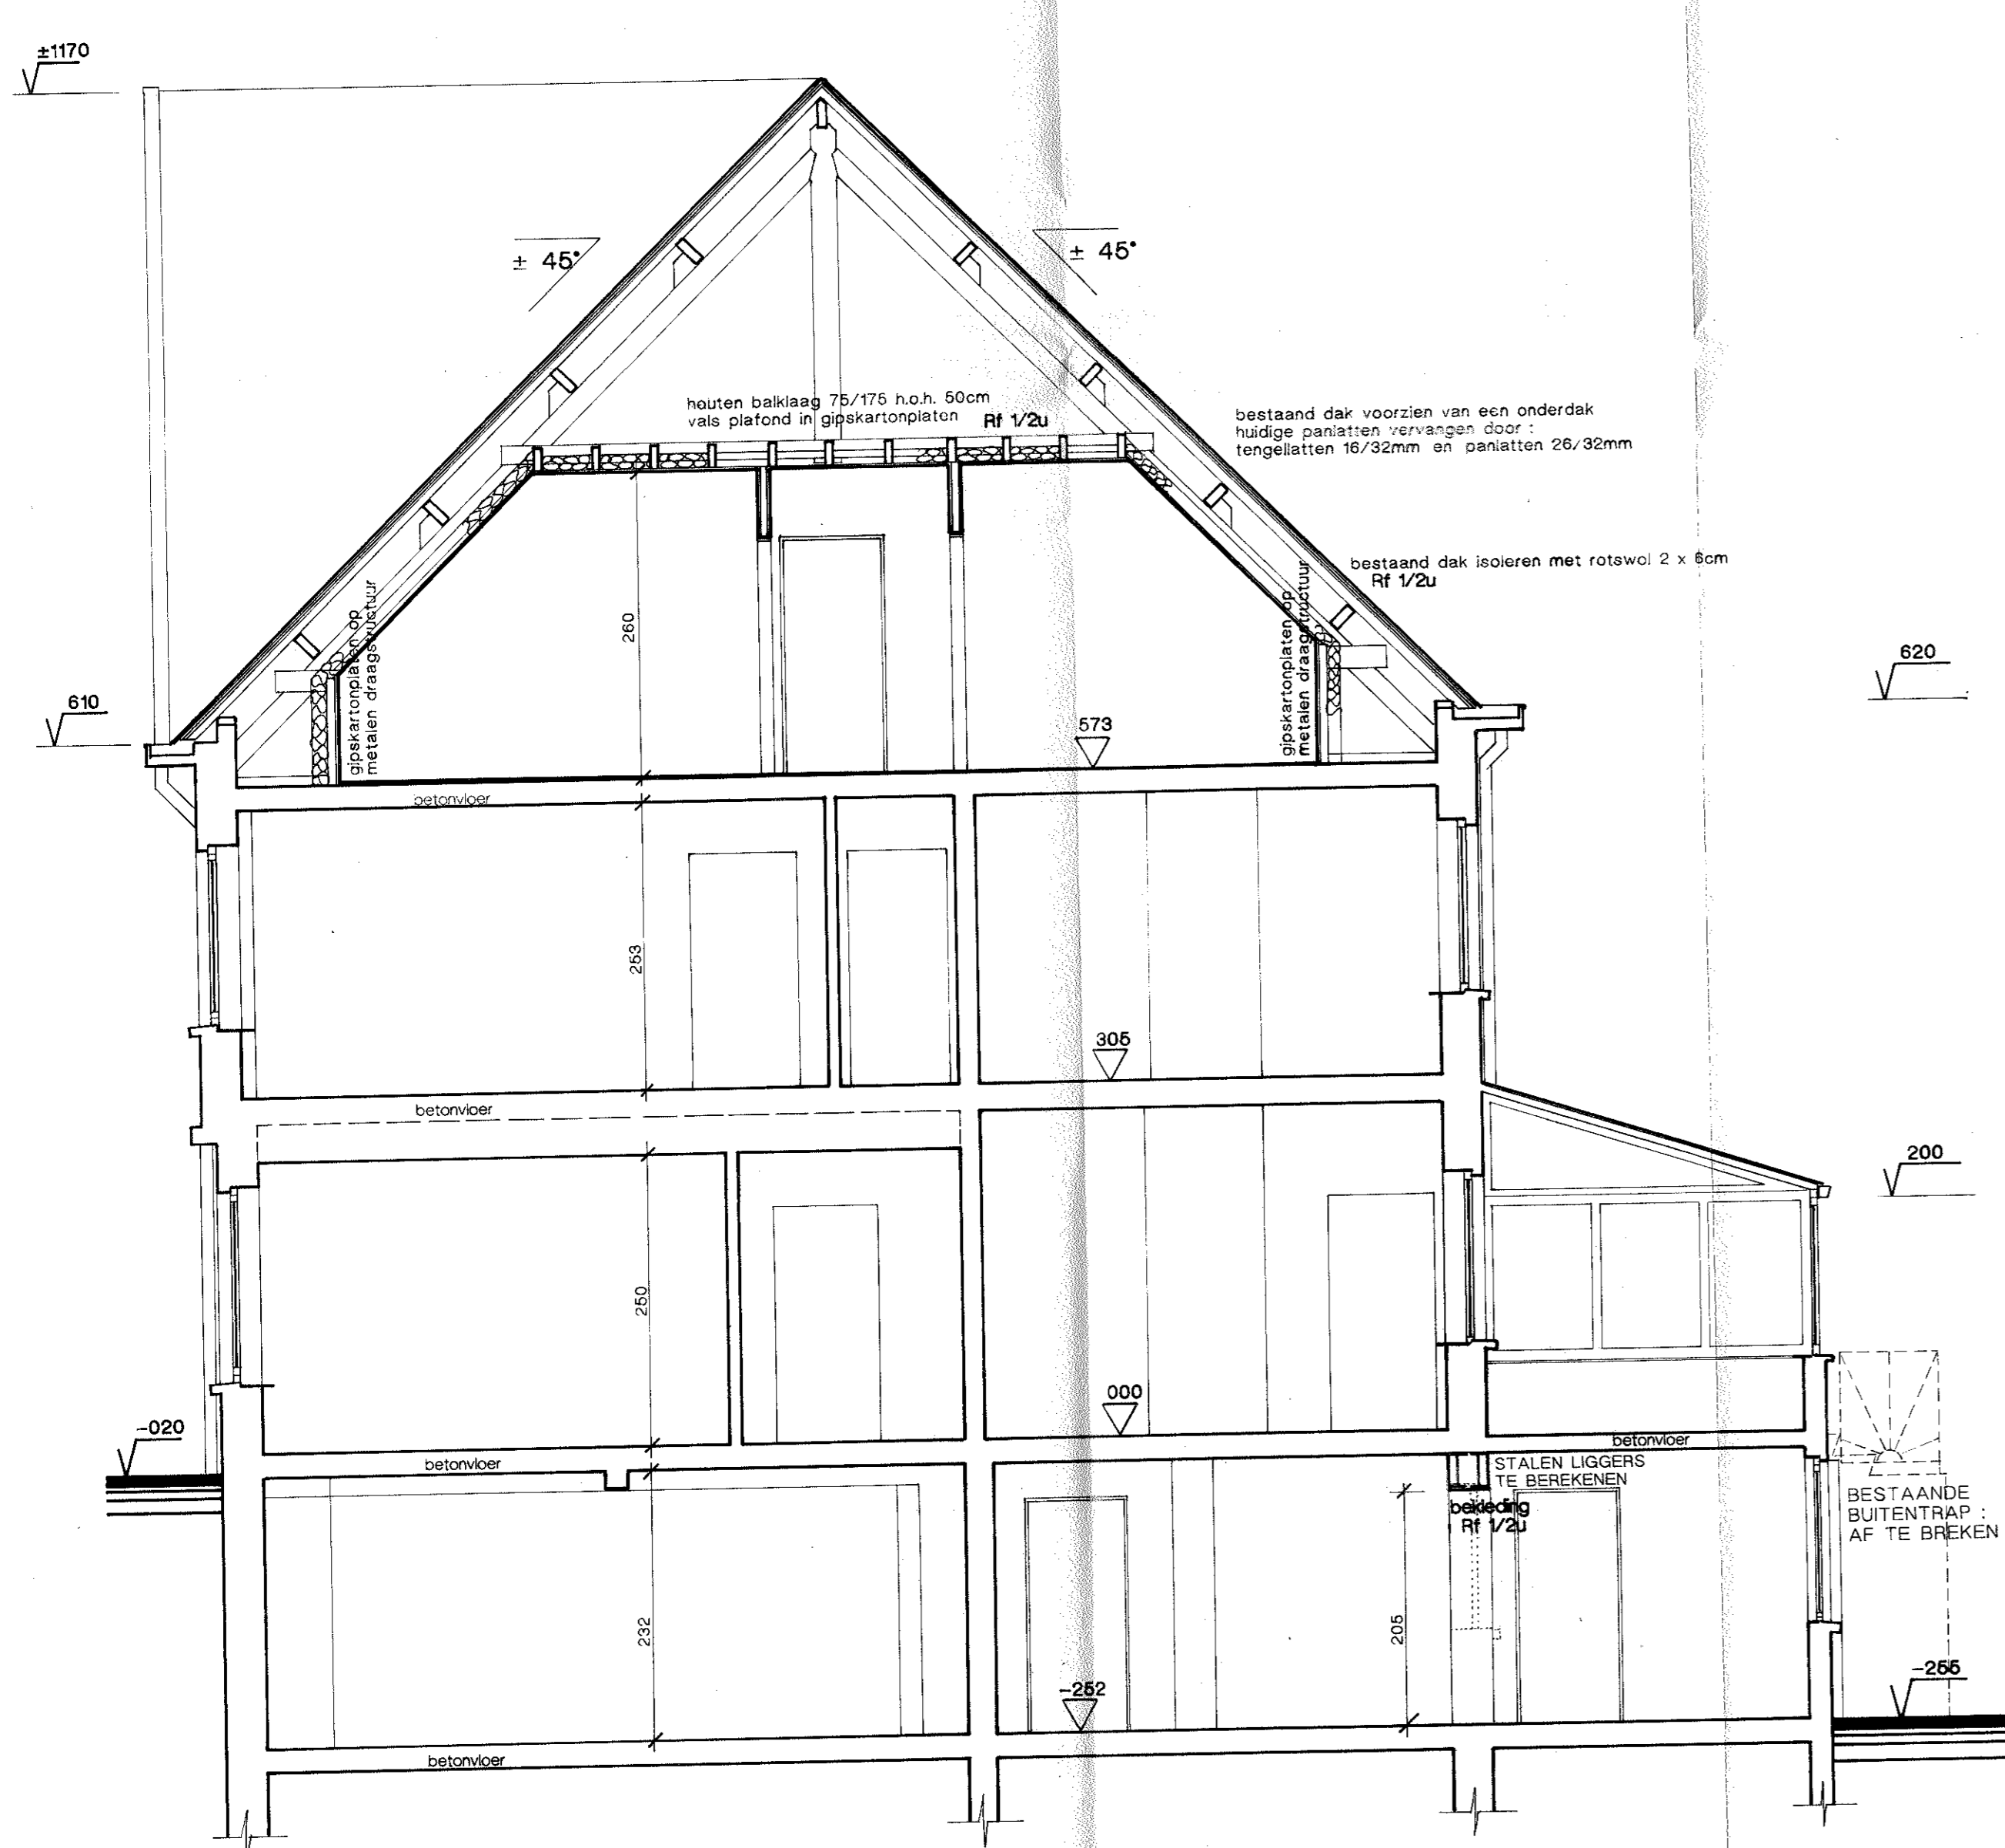 ±1170
± 45°
± 45°
houten balklaag 75/175 h.o.h. 50cm
vals plafond in gipskartonplaten Rf 1/2u
bestaand dak voorzien van een onderdak
huidige panlatten vervangen door :
tengellatten 16/32mm en panlatten 26/32mm
bestaand dak isoleren met rotswol 2 x 6cm
Rf 1/2u
gipskartonplaten op
metalen draagstructuur
260
gipskartonplaten op
metalen draagstructuur
620
610
573
betonvloer
253
305
betonvloer
200
250
000
-020
betonvloer
betonvloer
STALEN LIGGERS
TE BEREKENEN
bekleding
Rf 1/2u
BESTAANDE
BUITENTRAP :
AF TE BREKEN
232
205
-252
-255
betonvloer